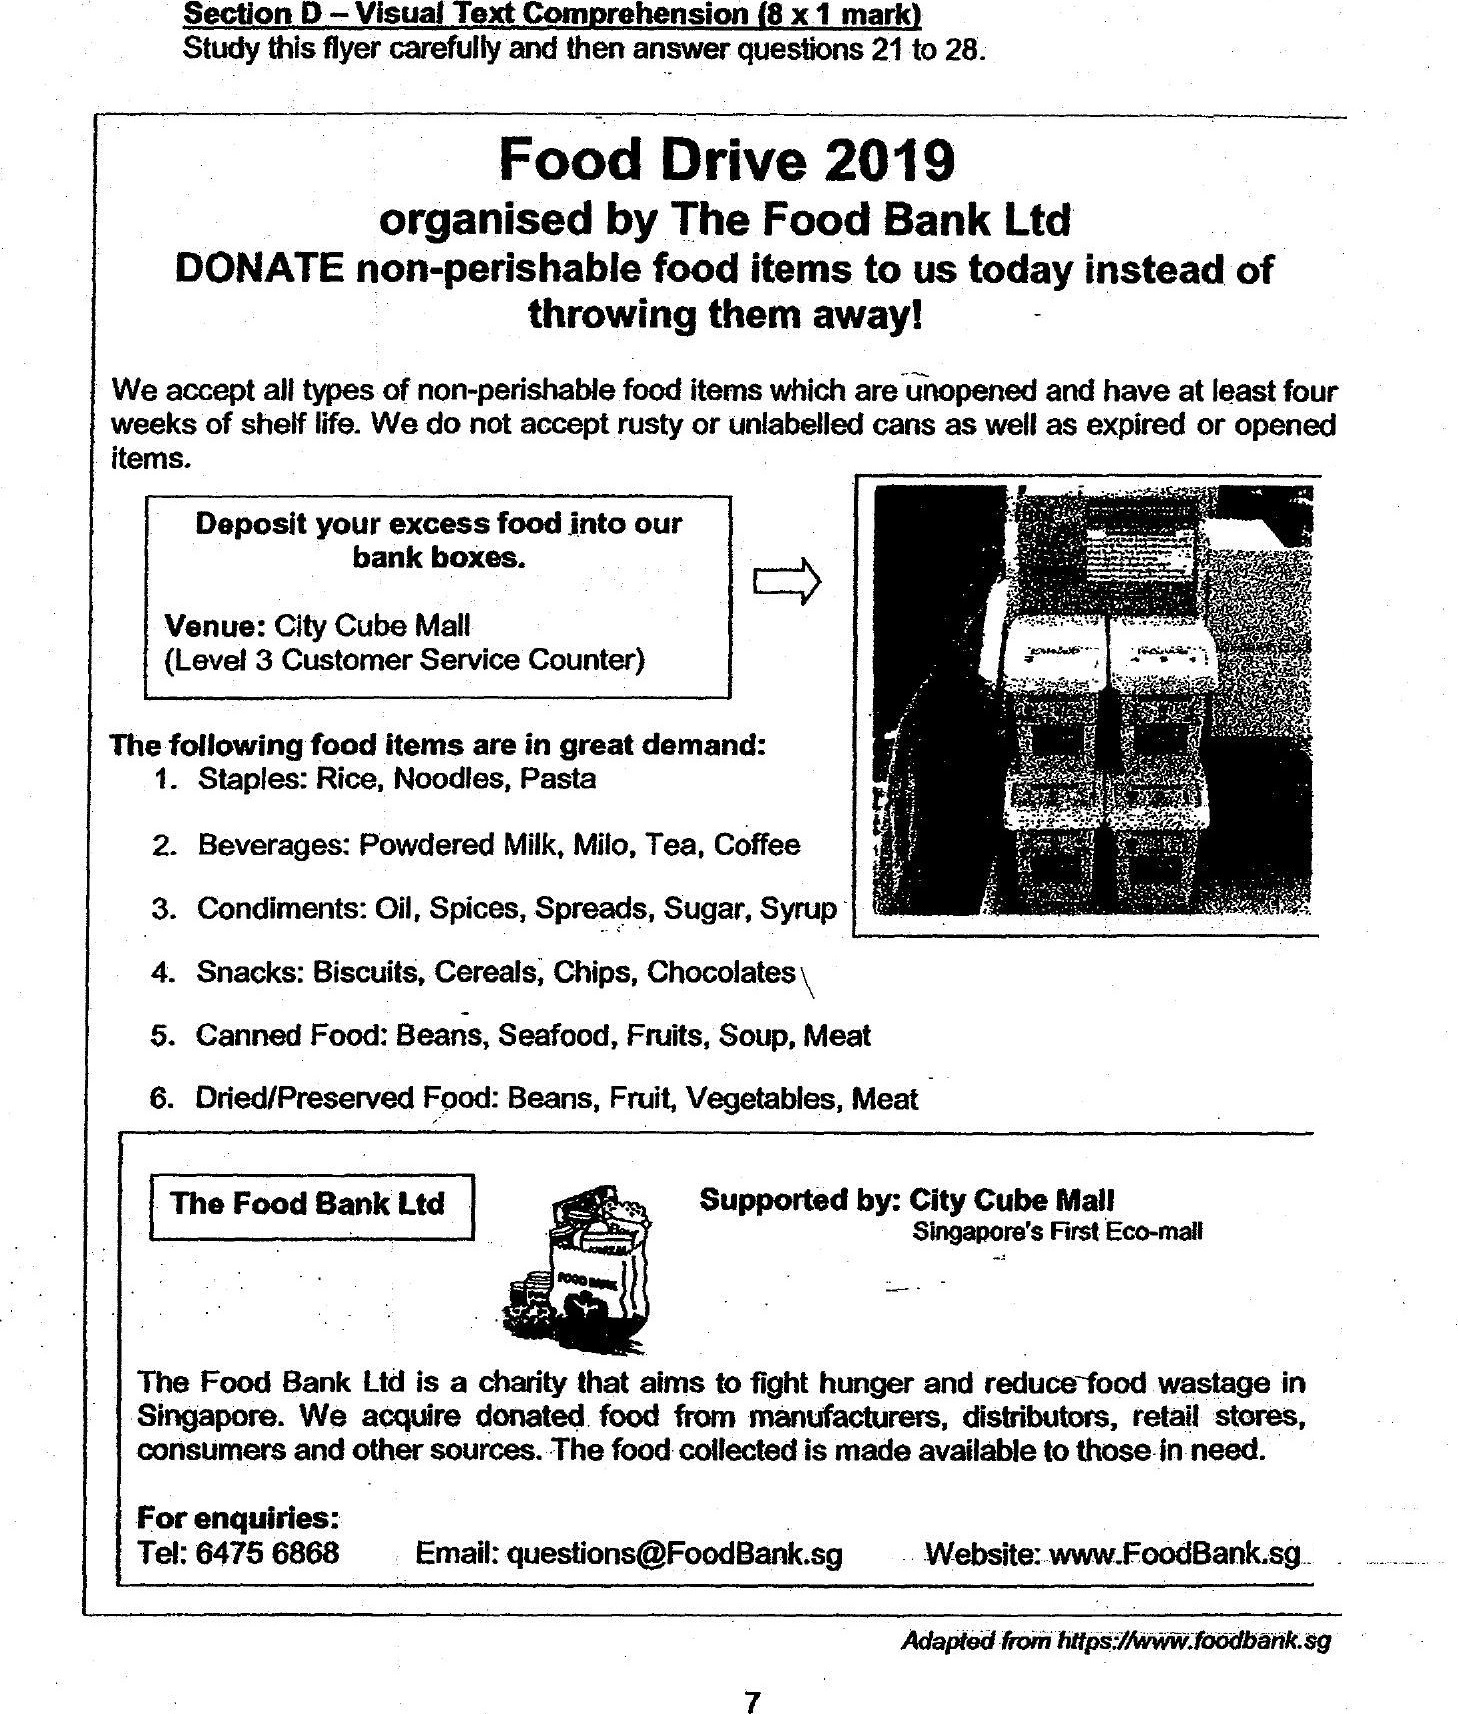 Section D – Visual Text Comprehension (8 x 1 mark)
Study this flyer carefully and then answer questions 21 to 28.
Food Drive 2019
organised by The Food Bank Ltd
DONATE non-perishable food items to us today instead of
throwing them away!
We accept all types of non-perishable food items which are unopened and have at least four
weeks of shelf life. We do not accept rusty or unlabelled cans as well as expired or opened
items.
Deposit your excess food into our
bank boxes.
Venue: City Cube Mall
(Level 3 Customer Service Counter)
The following food items are in great demand:
1. Staples: Rice, Noodles, Pasta
2. Beverages: Powdered Milk, Milo, Tea, Coffee
3. Condiments: Oil, Spices, Spreads, Sugar, Syrup
4. Snacks: Biscuits, Cereals, Chips, Chocolates
5. Canned Food: Beans, Seafood, Fruits, Soup, Meat
6. Dried/Preserved Food: Beans, Fruit, Vegetables, Meat
The Food Bank Ltd
FOOD BANK
Supported by: City Cube Mall
Singapore's First Eco-mall
The Food Bank Ltd is a charity that aims to fight hunger and reduce food wastage in
Singapore. We acquire donated food from manufacturers, distributors, retail stores,
consumers and other sources. The food collected is made available to those in need.
For enquiries:
Tel: 6475 6868 Email: questions@FoodBank.sg Website: www.FoodBank.sg
Adapted from https://www.foodbank.sg
7